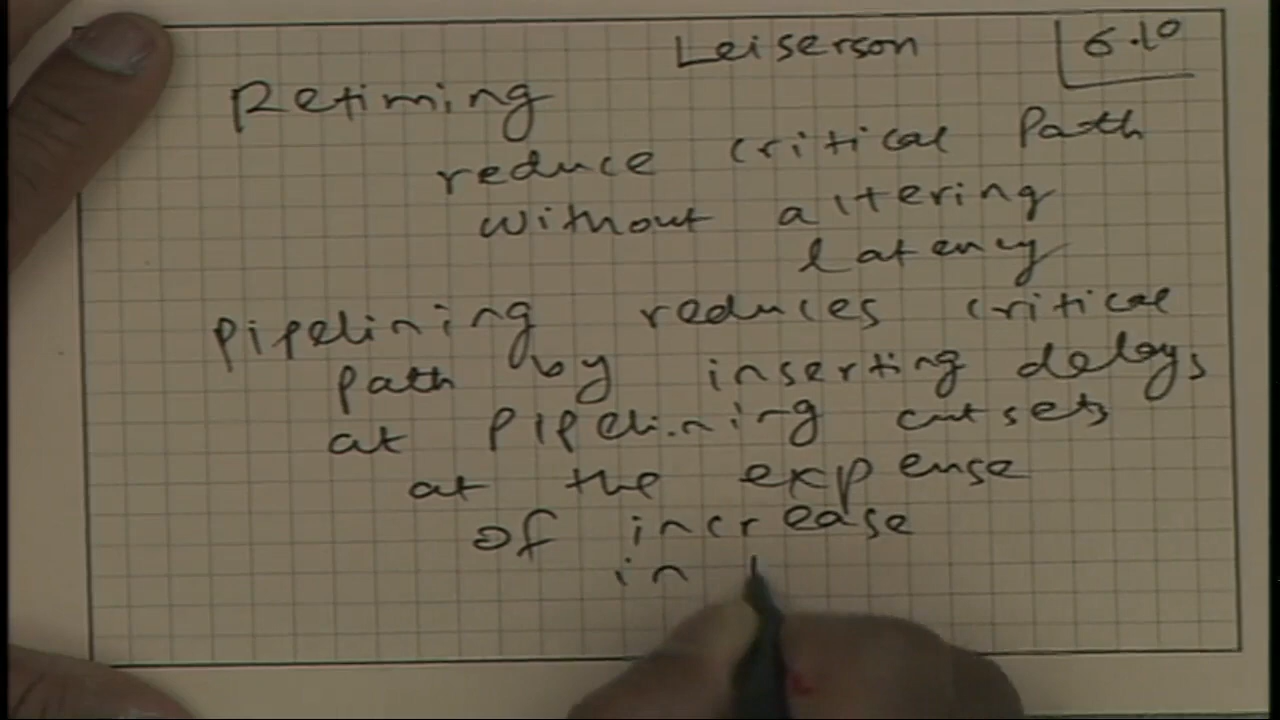 Leiserson 6.10
Retiming
reduce critical Path
without altering
latency
Pipelining reduces critical
path by inserting delays
at Pipelining cutsets
at the expense
of increase
in